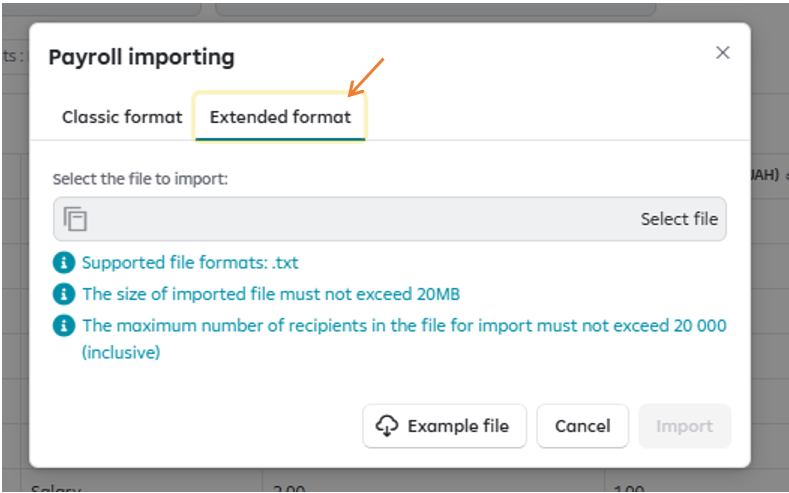 ts :
Payroll importing
Classic format
Extended format
Select the file to import:
JAH)
Select file
Supported file formats: .txt
The size of imported file must not exceed 20MB
The maximum number of recipients in the file for import must not exceed 20 000
(inclusive)
Example file
Cancel
Import